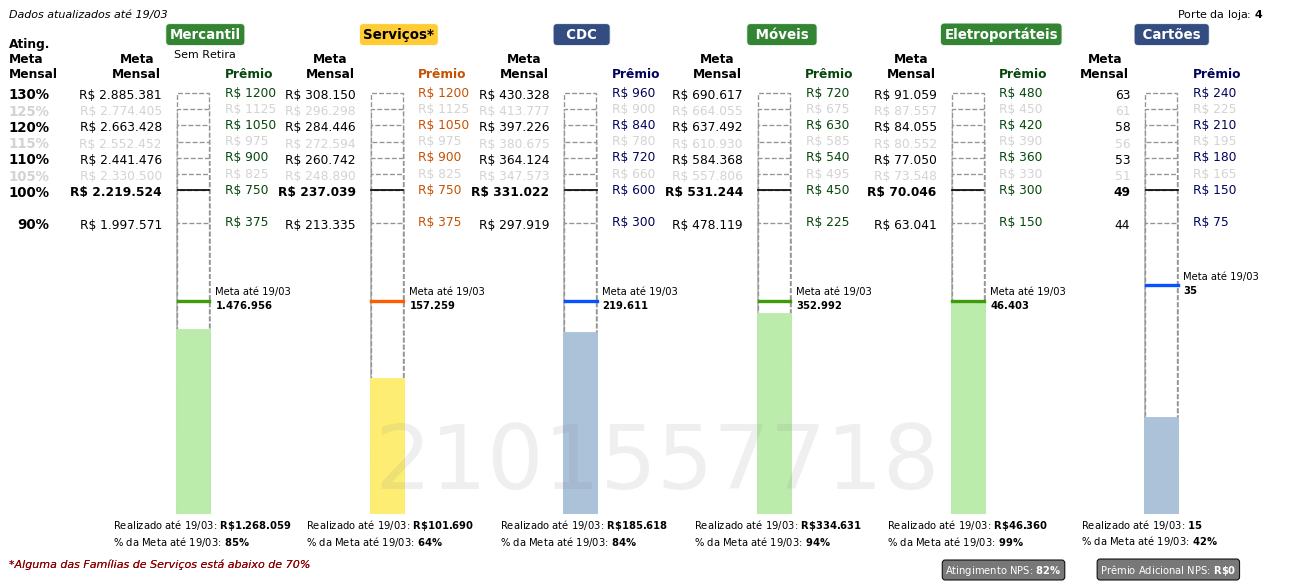 Dados atualizados até 19/03 Porte da loja: 4
Mercantil Serviços* CDC Móveis Eletroportáteis Cartões
Sem Retira
Ating. Meta Mensal Meta Mensal Prêmio Meta Mensal Prêmio Meta Mensal Prêmio Meta Mensal Prêmio Meta Mensal Prêmio Meta Mensal Prêmio
130% R$ 2.885.381 R$ 1200 R$ 308.150 R$ 1200 R$ 430.328 R$ 960 R$ 690.617 R$ 720 R$ 91.059 R$ 480 63 R$ 240
125% R$ 2.774.405 R$ 1125 R$ 296.298 R$ 1125 R$ 413.777 R$ 900 R$ 664.055 R$ 675 R$ 87.557 R$ 450 61 R$ 225
120% R$ 2.663.428 R$ 1050 R$ 284.446 R$ 1050 R$ 397.226 R$ 840 R$ 637.492 R$ 630 R$ 84.055 R$ 420 58 R$ 210
115% R$ 2.552.452 R$ 975 R$ 272.594 R$ 975 R$ 380.675 R$ 780 R$ 610.930 R$ 585 R$ 80.552 R$ 390 56 R$ 195
110% R$ 2.441.476 R$ 900 R$ 260.742 R$ 900 R$ 364.124 R$ 720 R$ 584.368 R$ 540 R$ 77.050 R$ 360 53 R$ 180
105% R$ 2.330.500 R$ 825 R$ 248.890 R$ 825 R$ 347.573 R$ 660 R$ 557.806 R$ 495 R$ 73.548 R$ 330 51 R$ 165
100% R$ 2.219.524 R$ 750 R$ 237.039 R$ 750 R$ 331.022 R$ 600 R$ 531.244 R$ 450 R$ 70.046 R$ 300 49 R$ 150
90% R$ 1.997.571 R$ 375 R$ 213.335 R$ 375 R$ 297.919 R$ 300 R$ 478.119 R$ 225 R$ 63.041 R$ 150 44 R$ 75
Meta até 19/03 Meta até 19/03 Meta até 19/03 Meta até 19/03 Meta até 19/03 Meta até 19/03
1.476.956 157.259 219.611 352.992 46.403 35
2101557718
Realizado até 19/03: R$1.268.059 Realizado até 19/03: R$101.690 Realizado até 19/03: R$185.618 Realizado até 19/03: R$334.631 Realizado até 19/03: R$46.360 Realizado até 19/03: 15
% da Meta até 19/03: 85% % da Meta até 19/03: 64% % da Meta até 19/03: 84% % da Meta até 19/03: 94% % da Meta até 19/03: 99% % da Meta até 19/03: 42%
*Alguma das Famílias de Serviços está abaixo de 70% Atingimento NPS: 82% Prêmio Adicional NPS: R$0